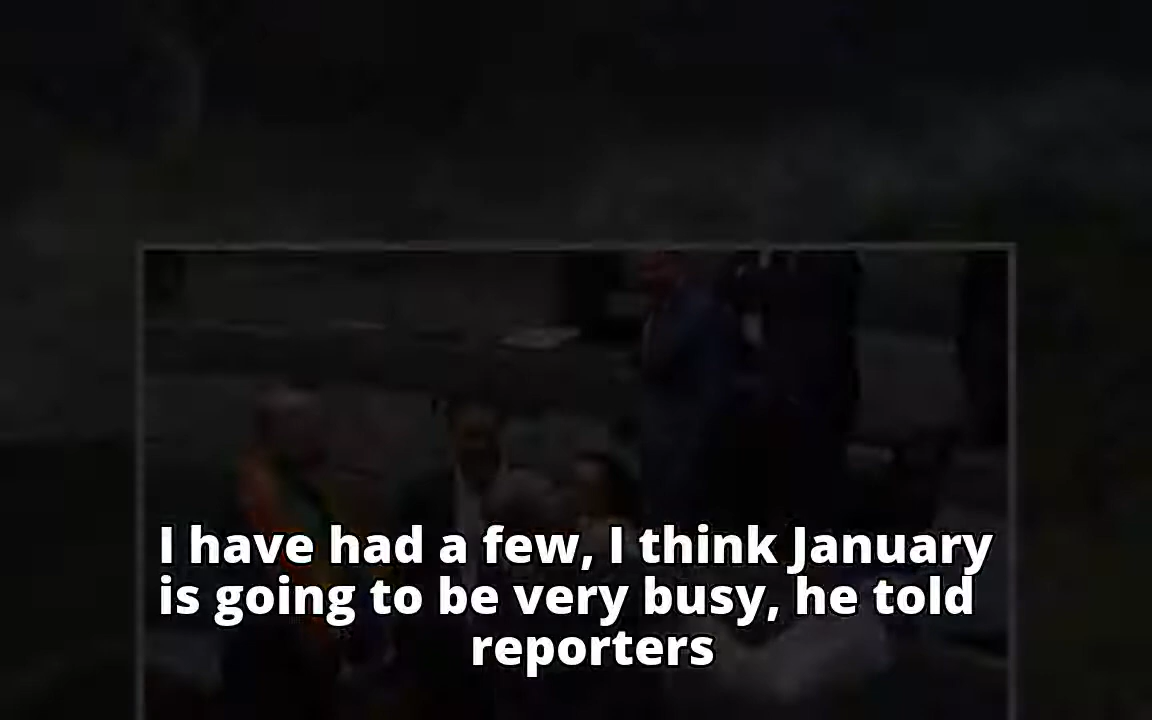 I have had a few, I think January
is going to be very busy, he told
reporters